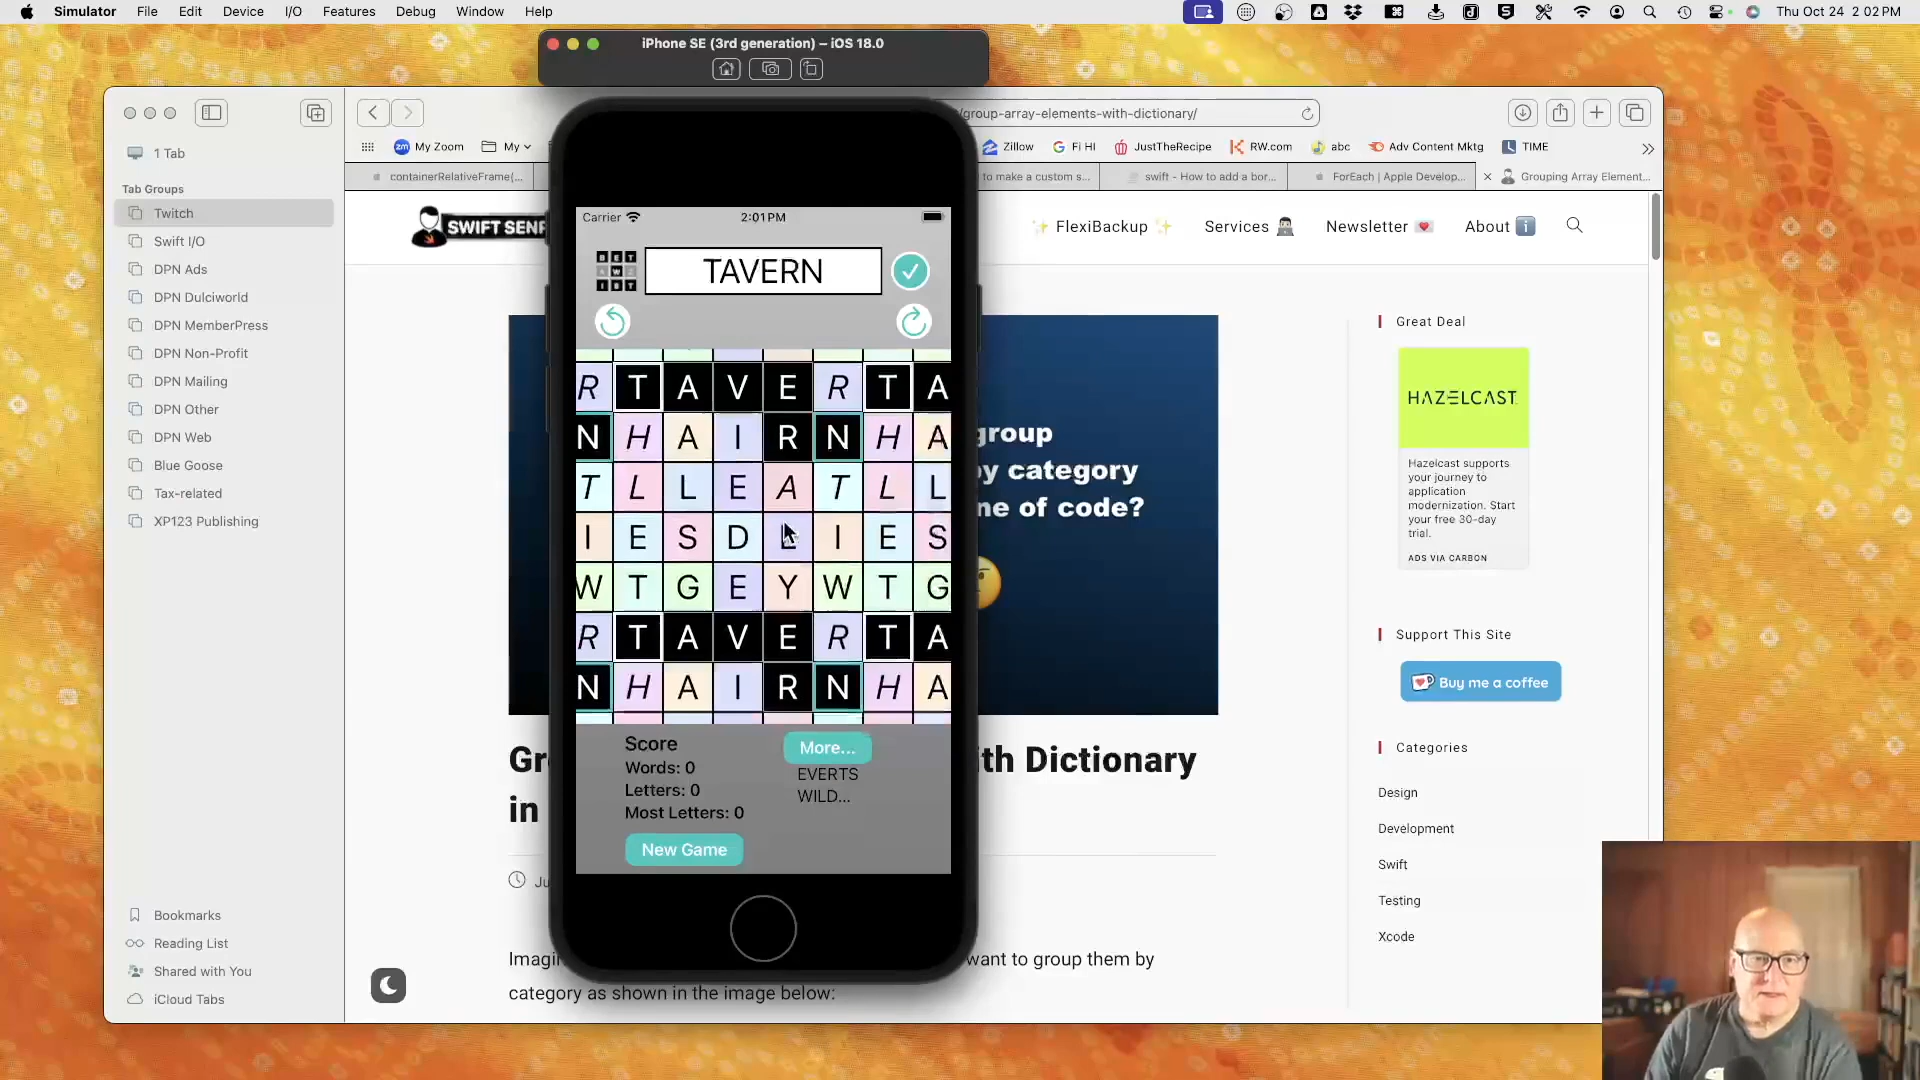 Simulator File Edit Device I/O Features Debug Window Help
Thu Oct 24 2:02 PM
iPhone SE (3rd generation) – iOS 18.0
/group-array-elements-with-dictionary/
My Zoom
My
Zillow
Fi HI
JustTheRecipe
RW.com
abc
Adv Content Mktg
TIME
containerRelativeFrame(...
to make a custom s...
swift - How to add a bor...
ForEach | Apple Develop...
Grouping Array Element...
1 Tab
Tab Groups
Twitch
Swift I/O
DPN Ads
DPN Dulciworld
DPN MemberPress
DPN Non-Profit
DPN Mailing
DPN Other
DPN Web
Blue Goose
Tax-related
XP123 Publishing
Bookmarks
Reading List
Shared with You
iCloud Tabs
SWIFT SEN
✨ FlexiBackup ✨
Services
Newsletter 💌
About ℹ️
Carrier
2:01 PM
TAVERN
R T A V E R T A
N H A I R N H A
T L L E A T L L
I E S D I E S
W T G E Y W T G
R T A V E R T A
N H A I R N H A
Score
Words: 0
Letters: 0
Most Letters: 0
More...
EVERTS
WILD...
New Game
group
by category
ne of code?
Gr
ith Dictionary
in
Ju
Imagi
want to group them by
category as shown in the image below:
Great Deal
HAZELCAST
Hazelcast supports
your journey to
application
modernization. Start
your free 30-day
trial.
ADS VIA CARBON
Support This Site
Buy me a coffee
Categories
Design
Development
Swift
Testing
Xcode